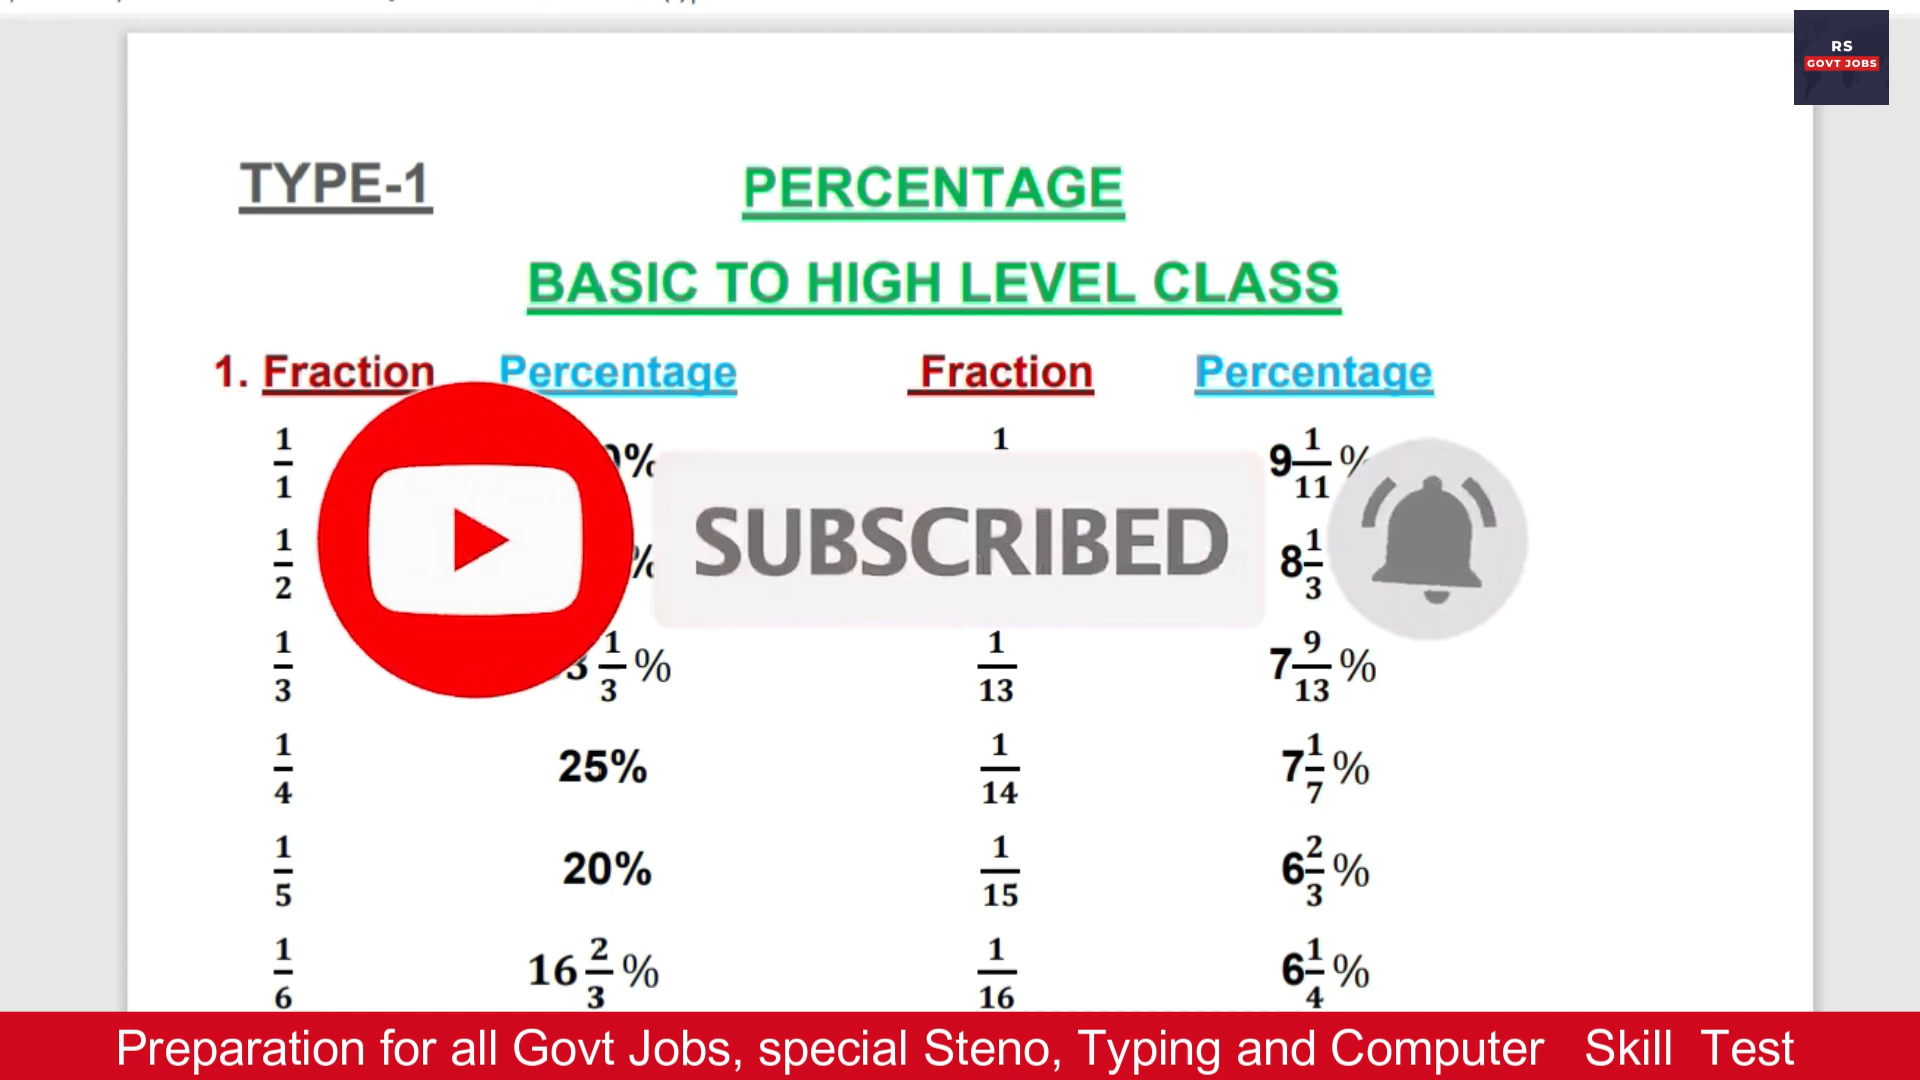 RS
GOVT JOBS
TYPE-1 PERCENTAGE
BASIC TO HIGH LEVEL CLASS
1. Fraction Percentage Fraction Percentage
1/1 % 1 9 1/11 %
1/2 % 8 1/3
SUBSCRIBED
1/3 3 1/3 % 1/13 7 9/13 %
1/4 25% 1/14 7 1/7 %
1/5 20% 1/15 6 2/3 %
1/6 16 2/3 % 1/16 6 1/4 %
Preparation for all Govt Jobs, special Steno, Typing and Computer Skill Test